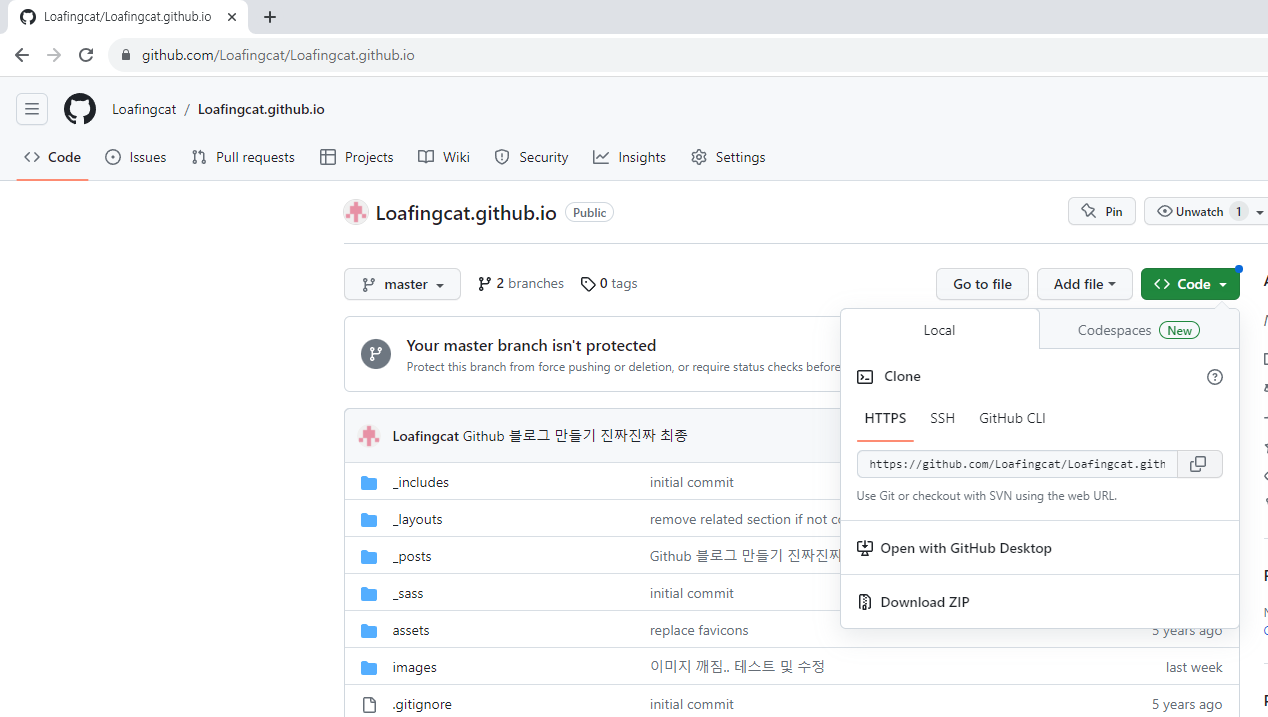 Loafingcat/Loafingcat.github.io
github.com/Loafingcat/Loafingcat.github.io
Loafingcat / Loafingcat.github.io
Code Issues Pull requests Projects Wiki Security Insights Settings
Loafingcat.github.io Public Pin Unwatch 1
master 2 branches 0 tags Go to file Add file Code
Local Codespaces New
Your master branch isn't protected
Protect this branch from force pushing or deletion, or require status checks before
Clone
HTTPS SSH GitHub CLI
https://github.com/Loafingcat/Loafingcat.gith
Use Git or checkout with SVN using the web URL.
Open with GitHub Desktop
Download ZIP
Loafingcat Github 블로그 만들기 진짜진짜 최종
_includes initial commit
_layouts remove related section if not
_posts Github 블로그 만들기 진짜진짜
_sass initial commit
assets replace favicons 5 years ago
images 이미지 깨짐.. 테스트 및 수정 last week
.gitignore initial commit 5 years ago